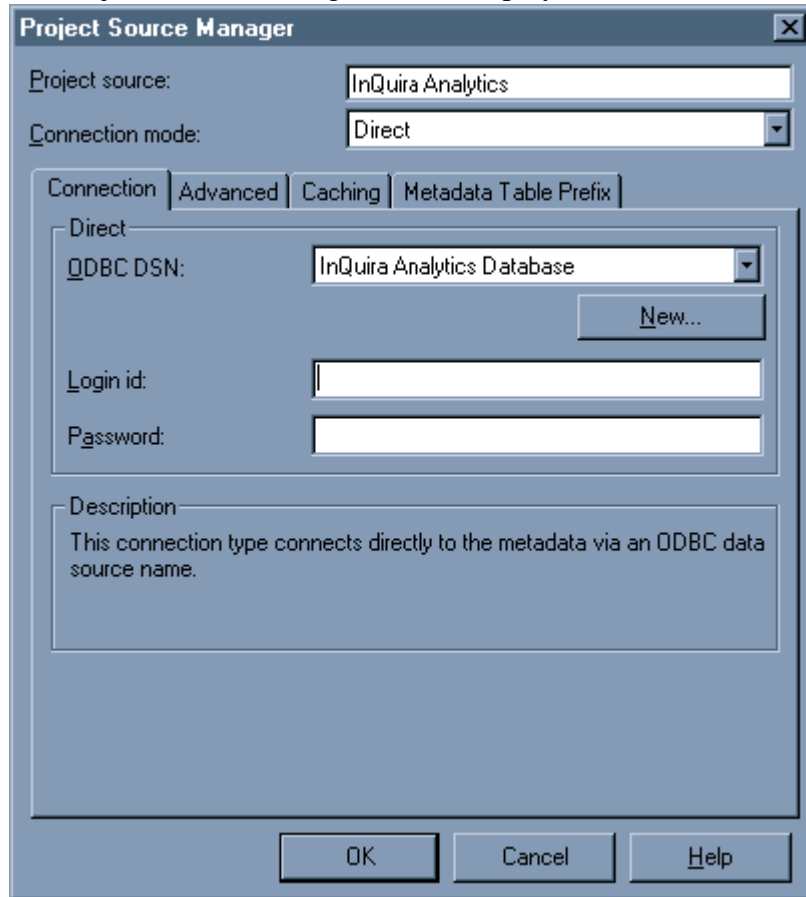 Project Source Manager
Project source: InQuira Analytics
Connection mode: Direct
Connection Advanced Caching Metadata Table Prefix
Direct
ODBC DSN: InQuira Analytics Database
New...
Login id:
Password:
Description
This connection type connects directly to the metadata via an ODBC data
source name.
OK Cancel Help